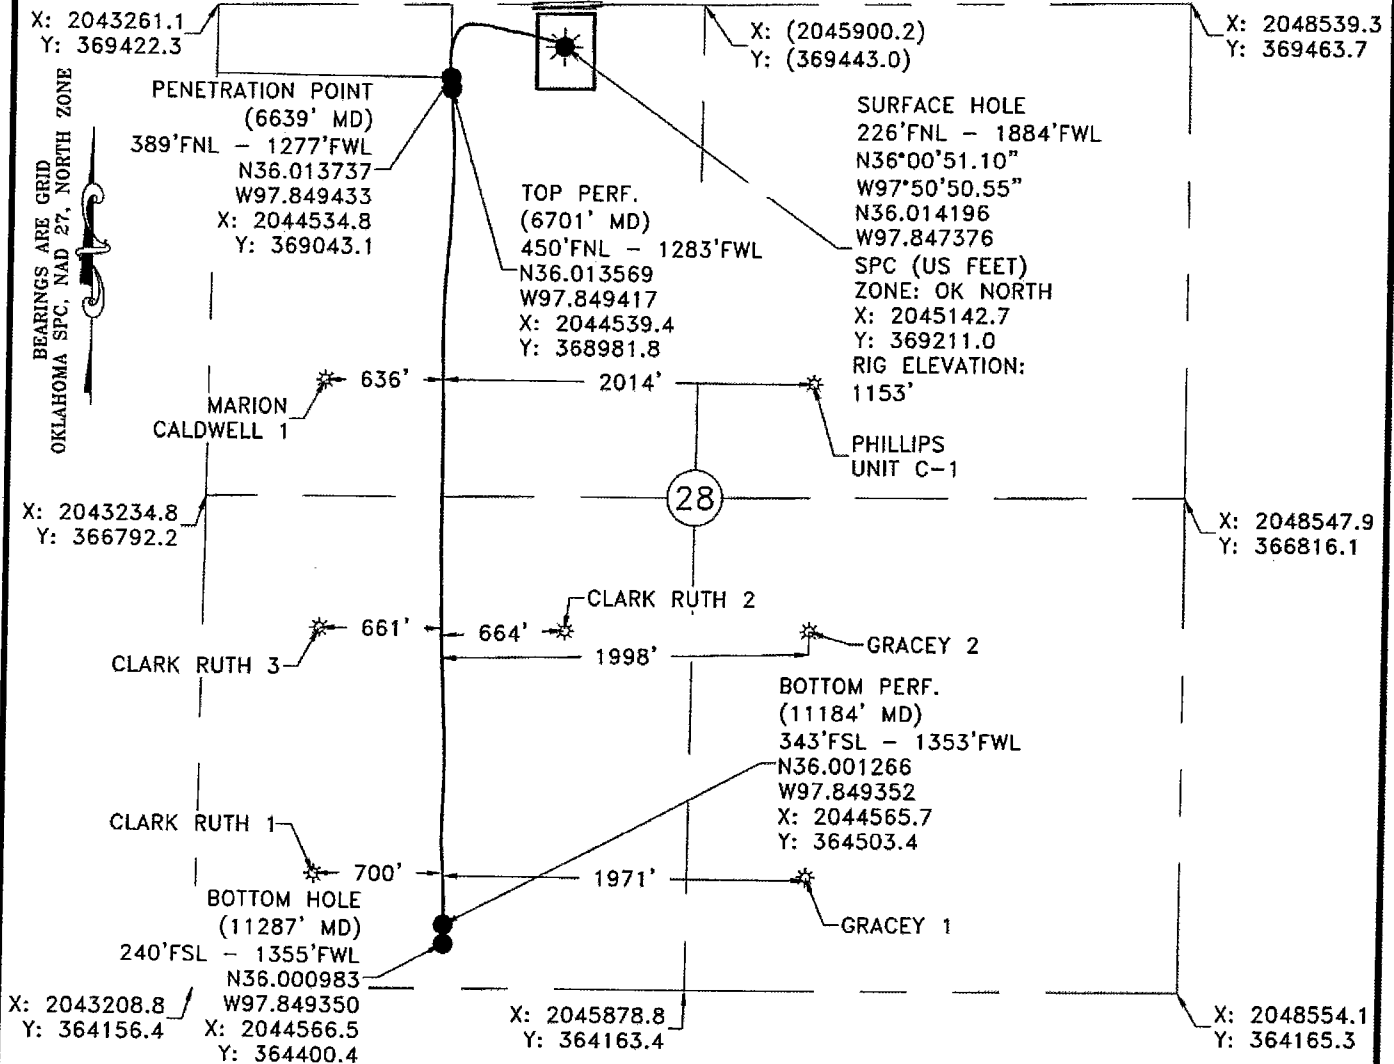 X: 2043261.1
Y: 369422.3
X: (2045900.2)
Y: (369443.0)
X: 2048539.3
Y: 369463.7
BEARINGS ARE GRID
OKLAHOMA SPC, NAD 27, NORTH ZONE
PENETRATION POINT
(6639' MD)
389'FNL - 1277'FWL
N36.013737
W97.849433
X: 2044534.8
Y: 369043.1
TOP PERF.
(6701' MD)
450'FNL - 1283'FWL
N36.013569
W97.849417
X: 2044539.4
Y: 368981.8
SURFACE HOLE
226'FNL - 1884'FWL
N36°00'51.10"
W97°50'50.55"
N36.014196
W97.847376
SPC (US FEET)
ZONE: OK NORTH
X: 2045142.7
Y: 369211.0
RIG ELEVATION:
1153'
636'
2014'
MARION
CALDWELL 1
PHILLIPS
UNIT C-1
28
X: 2043234.8
Y: 366792.2
X: 2048547.9
Y: 366816.1
CLARK RUTH 2
661'
664'
CLARK RUTH 3
1998'
GRACEY 2
BOTTOM PERF.
(11184' MD)
343'FSL - 1353'FWL
N36.001266
W97.849352
X: 2044565.7
Y: 364503.4
CLARK RUTH 1
700'
1971'
GRACEY 1
BOTTOM HOLE
(11287' MD)
240'FSL - 1355'FWL
N36.000983
W97.849350
X: 2044566.5
Y: 364400.4
X: 2043208.8
Y: 364156.4
X: 2045878.8
Y: 364163.4
X: 2048554.1
Y: 364165.3